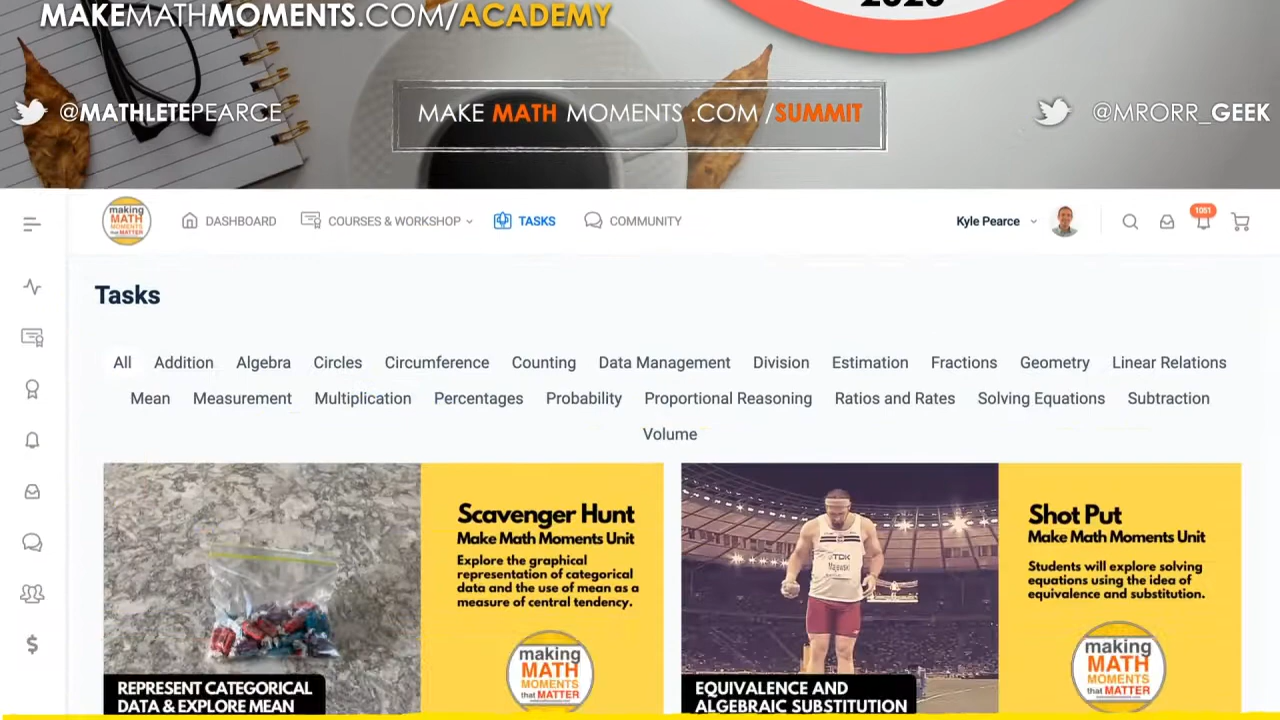 MAKEMATHMOMENTS.COM/ACADEMY
2020
@MATHLETEPEARCE
MAKE MATH MOMENTS .COM /SUMMIT
@MRORR_GEEK
making
MATH
MOMENTS
that MATTER
DASHBOARD
COURSES & WORKSHOP
TASKS
COMMUNITY
Kyle Pearce
1051
Tasks
All Addition Algebra Circles Circumference Counting Data Management Division Estimation Fractions Geometry Linear Relations
Mean Measurement Multiplication Percentages Probability Proportional Reasoning Ratios and Rates Solving Equations Subtraction
Volume
Scavenger Hunt
Make Math Moments Unit
Explore the graphical
representation of categorical
data and the use of mean as a
measure of central tendency.
making
MATH
MOMENTS
that MATTER
REPRESENT CATEGORICAL
DATA & EXPLORE MEAN
TDK
Majewski
Shot Put
Make Math Moments Unit
Students will explore solving
equations using the idea of
equivalence and substitution.
making
MATH
MOMENTS
that MATTER
EQUIVALENCE AND
ALGEBRAIC SUBSTITUTION